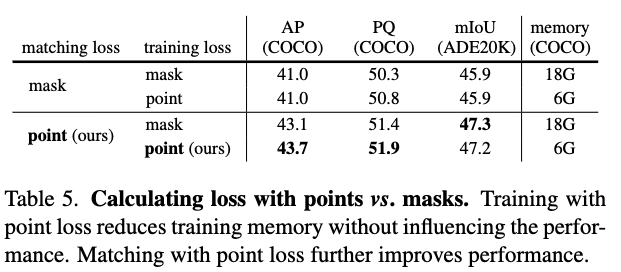 AP PQ mIoU memory
matching loss training loss (COCO) (COCO) (ADE20K) (COCO)
mask mask 41.0 50.3 45.9 18G
point 41.0 50.8 45.9 6G
point (ours) mask 43.1 51.4 47.3 18G
point (ours) 43.7 51.9 47.2 6G
Table 5. Calculating loss with points vs. masks. Training with
point loss reduces training memory without influencing the perfor-
mance. Matching with point loss further improves performance.